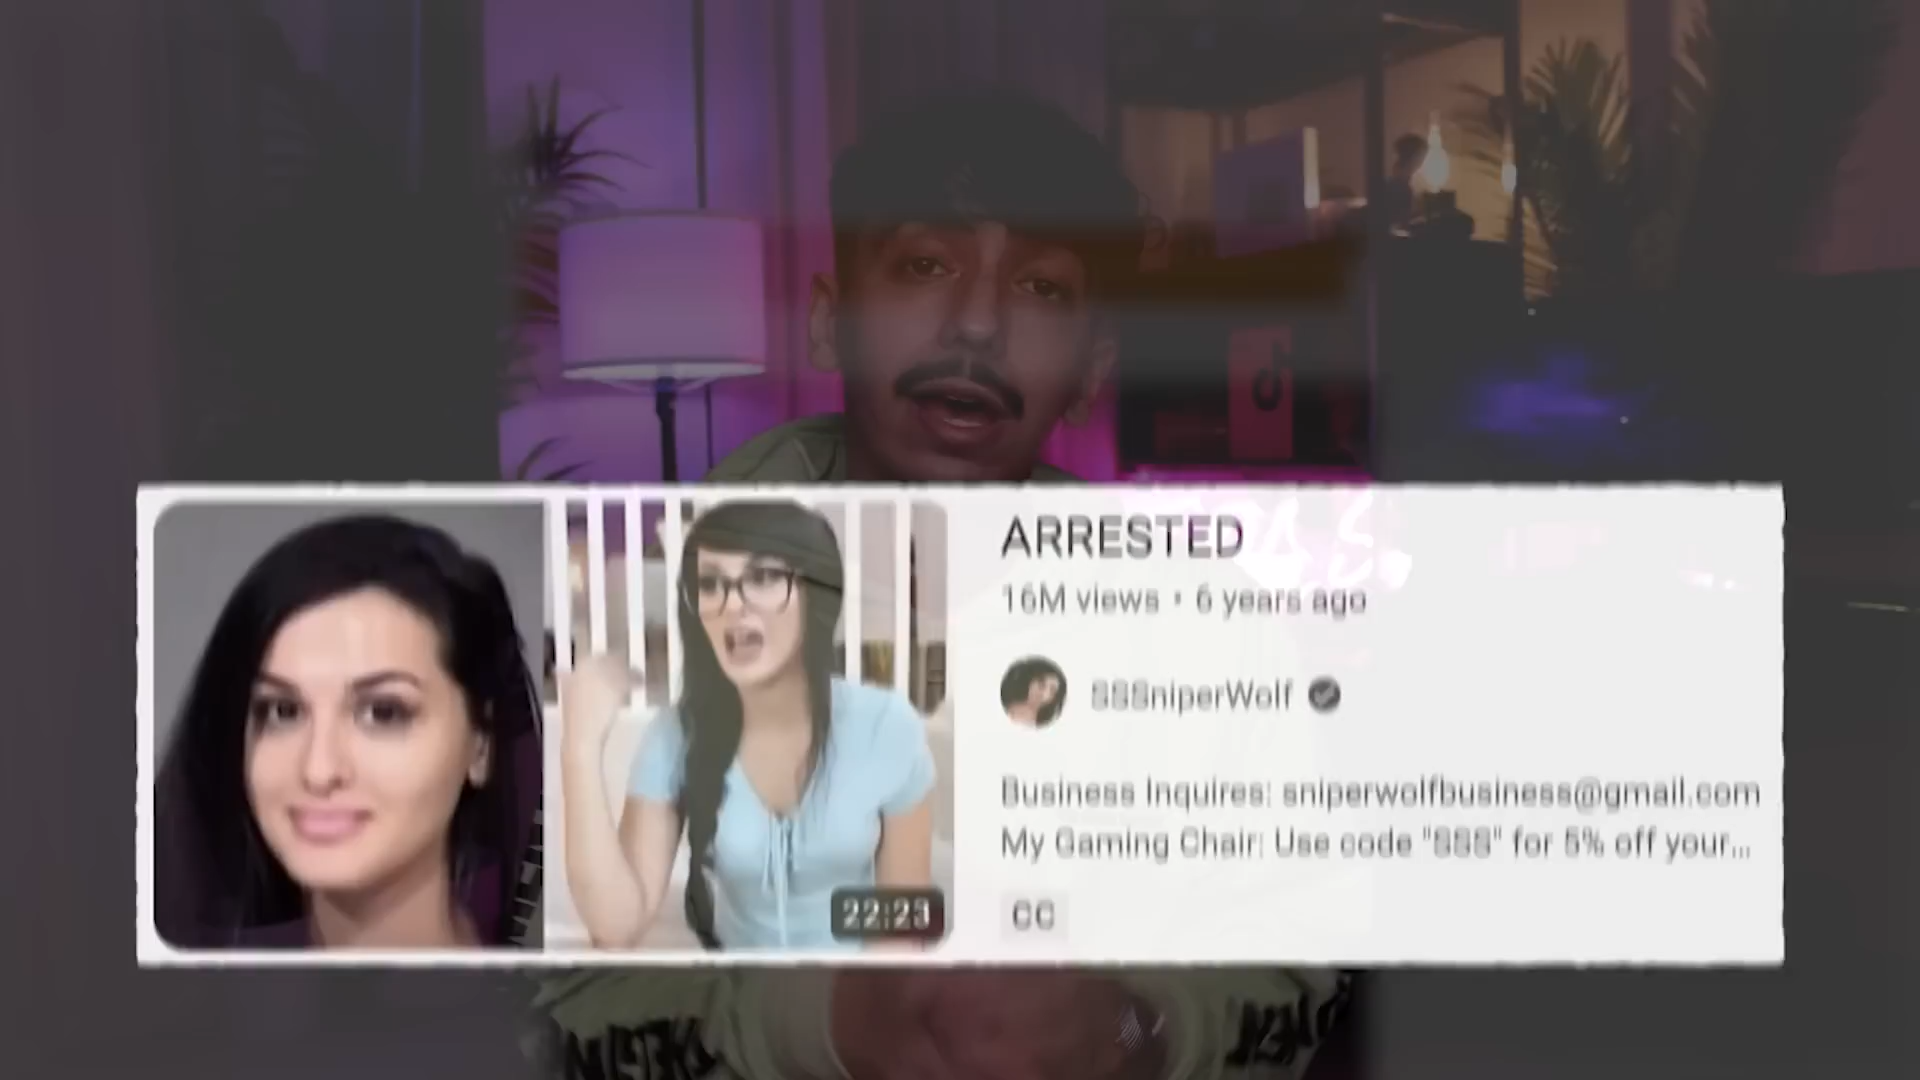 ARRESTED
16M views • 6 years ago
SSSniperWolf
Business Inquires: sniperwolfbusiness@gmail.com
My Gaming Chair: Use code "SSS" for 5% off your...
22:23
CC